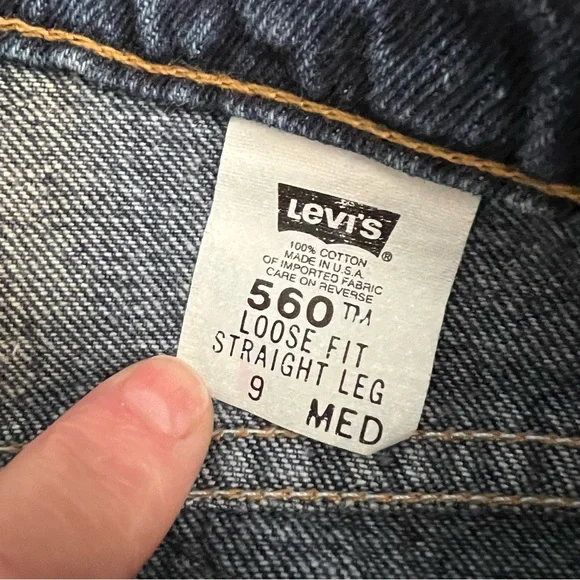 Levi's
®
100% COTTON
MADE IN U.S.A.
OF IMPORTED FABRIC
CARE ON REVERSE
560 TM
LOOSE FIT
STRAIGHT LEG
9 MED